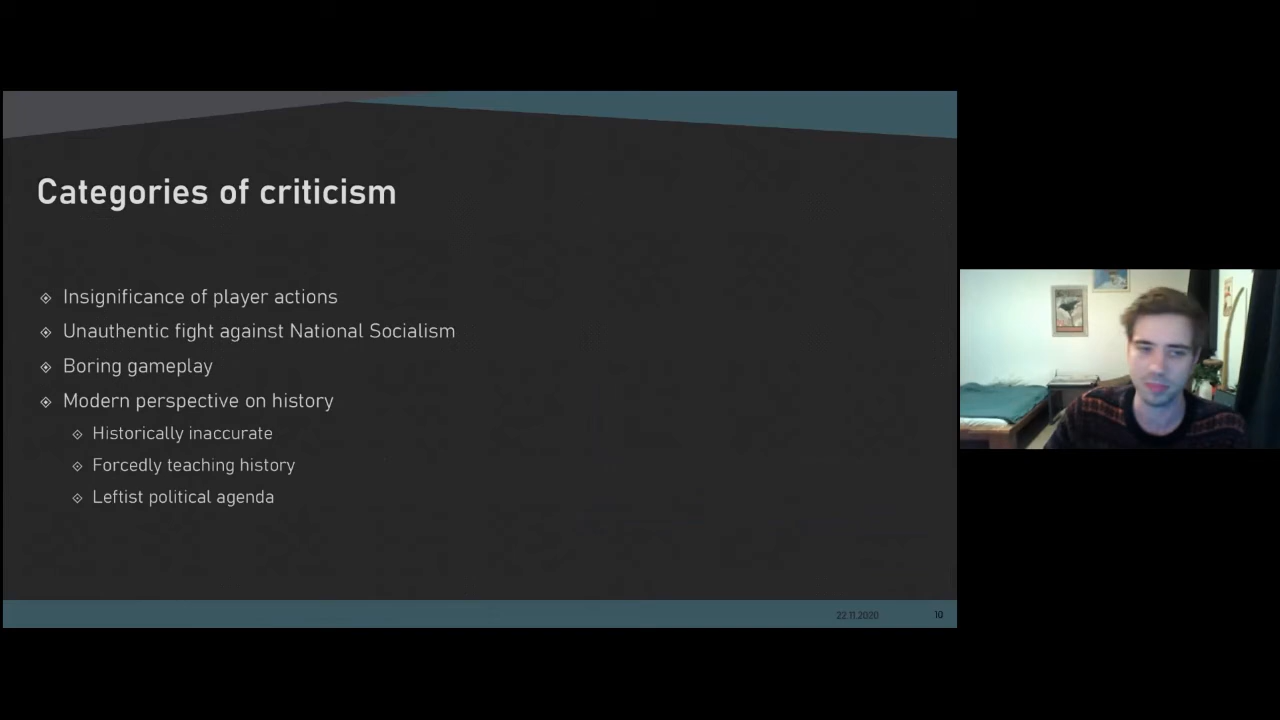 Categories of criticism
Insignificance of player actions
Unauthentic fight against National Socialism
Boring gameplay
Modern perspective on history
Historically inaccurate
Forcedly teaching history
Leftist political agenda
22.11.2020
10